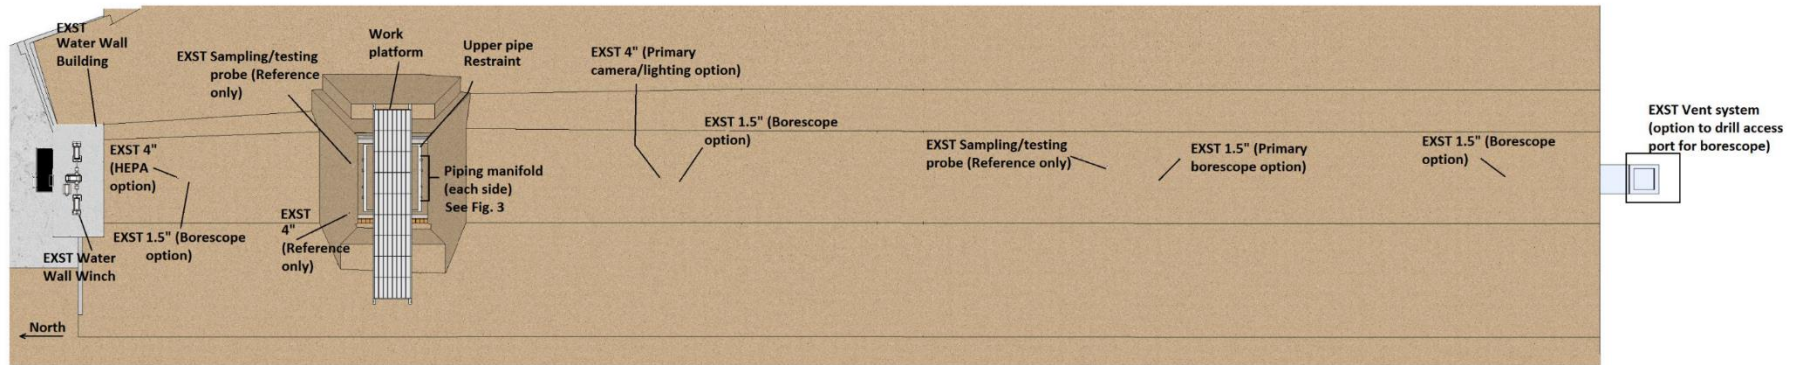 EXST
Water Wall
Building
EXST Sampling/testing
probe (Reference
only)
Work
platform
Upper pipe
Restraint
EXST 4" (Primary
camera/lighting option)
EXST 1.5" (Borescope
option)
EXST Sampling/testing
probe (Reference only)
EXST 1.5" (Primary
borescope option)
EXST 1.5" (Borescope
option)
EXST Vent system
(option to drill access
port for borescope)
EXST 4"
(HEPA
option)
EXST 1.5" (Borescope
option)
EXST
4"
(Reference
only)
Piping manifold
(each side)
See Fig. 3
EXST Water
Wall Winch
North